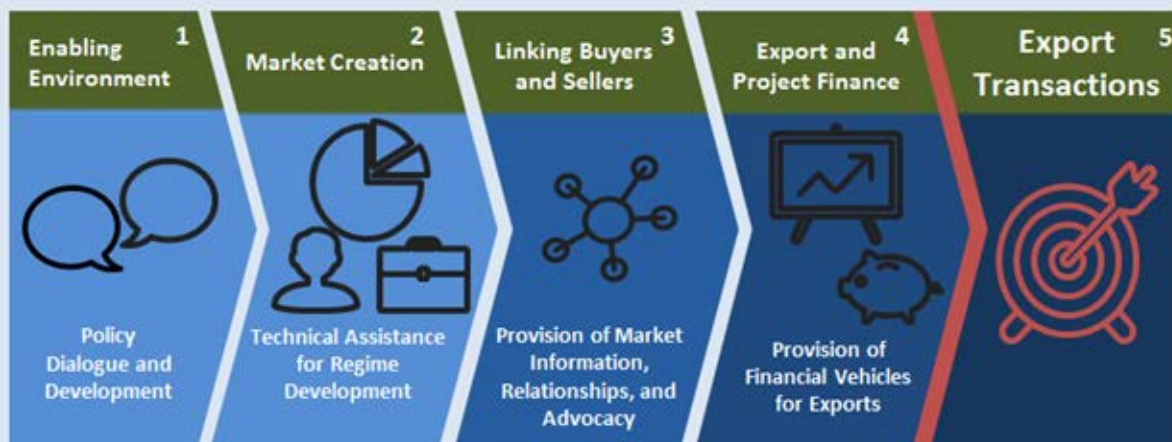 1
Enabling
Environment
Policy
Dialogue and
Development
2
Market Creation
Technical Assistance
for Regime
Development
3
Linking Buyers
and Sellers
Provision of Market
Information,
Relationships, and
Advocacy
4
Export and
Project Finance
Provision of
Financial Vehicles
for Exports
5
Export
Transactions